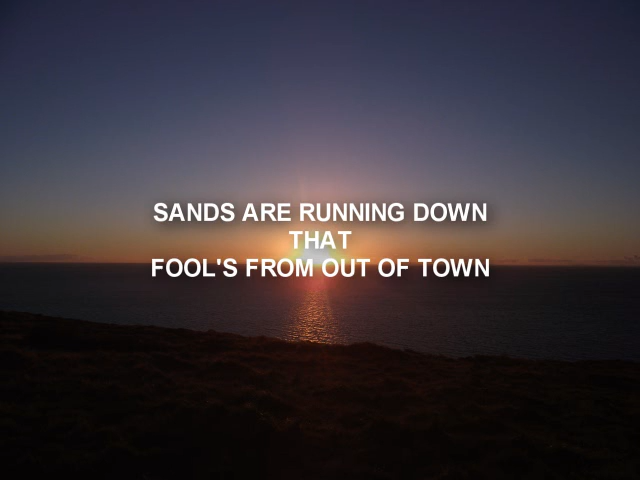 SANDS ARE RUNNING DOWN
THAT
FOOL'S FROM OUT OF TOWN